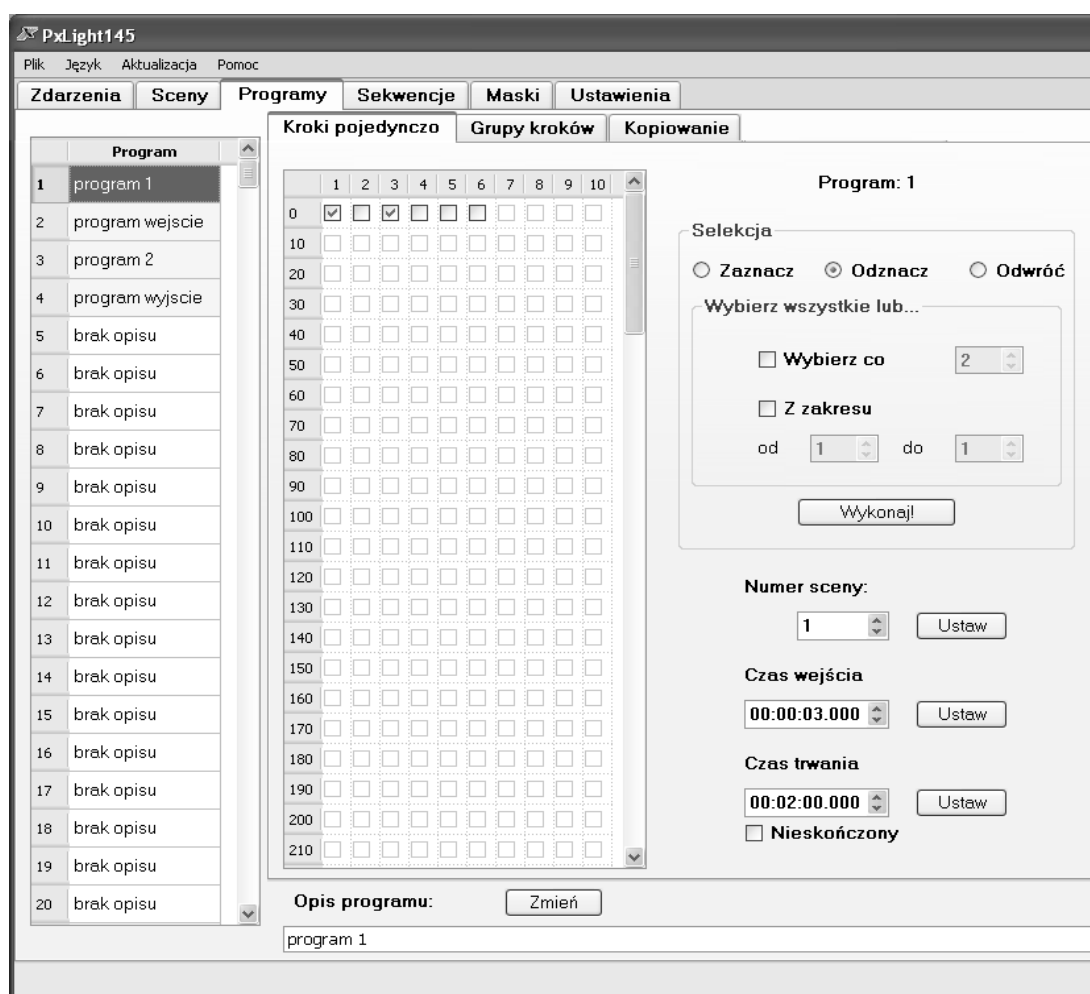 PxLight145
Plik Język Aktualizacja Pomoc
Zdarzenia Sceny Programy Sekwencje Maski Ustawienia
Kroki pojedynczo Grupy kroków Kopiowanie
Program
1 program 1
2 program wejscie
3 program 2
4 program wyjscie
5 brak opisu
6 brak opisu
7 brak opisu
8 brak opisu
9 brak opisu
10 brak opisu
11 brak opisu
12 brak opisu
13 brak opisu
14 brak opisu
15 brak opisu
16 brak opisu
17 brak opisu
18 brak opisu
19 brak opisu
20 brak opisu
1 2 3 4 5 6 7 8 9 10
0
10
20
30
40
50
60
70
80
90
100
110
120
130
140
150
160
170
180
190
200
210
Program: 1
Selekcja
Zaznacz Odznacz Odwróć
Wybierz wszystkie lub...
Wybierz co 2
Z zakresu
od 1 do 1
Wykonaj!
Numer sceny:
1 Ustaw
Czas wejścia
00:00:03.000 Ustaw
Czas trwania
00:02:00.000 Ustaw
Nieskończony
Opis programu: Zmień
program 1